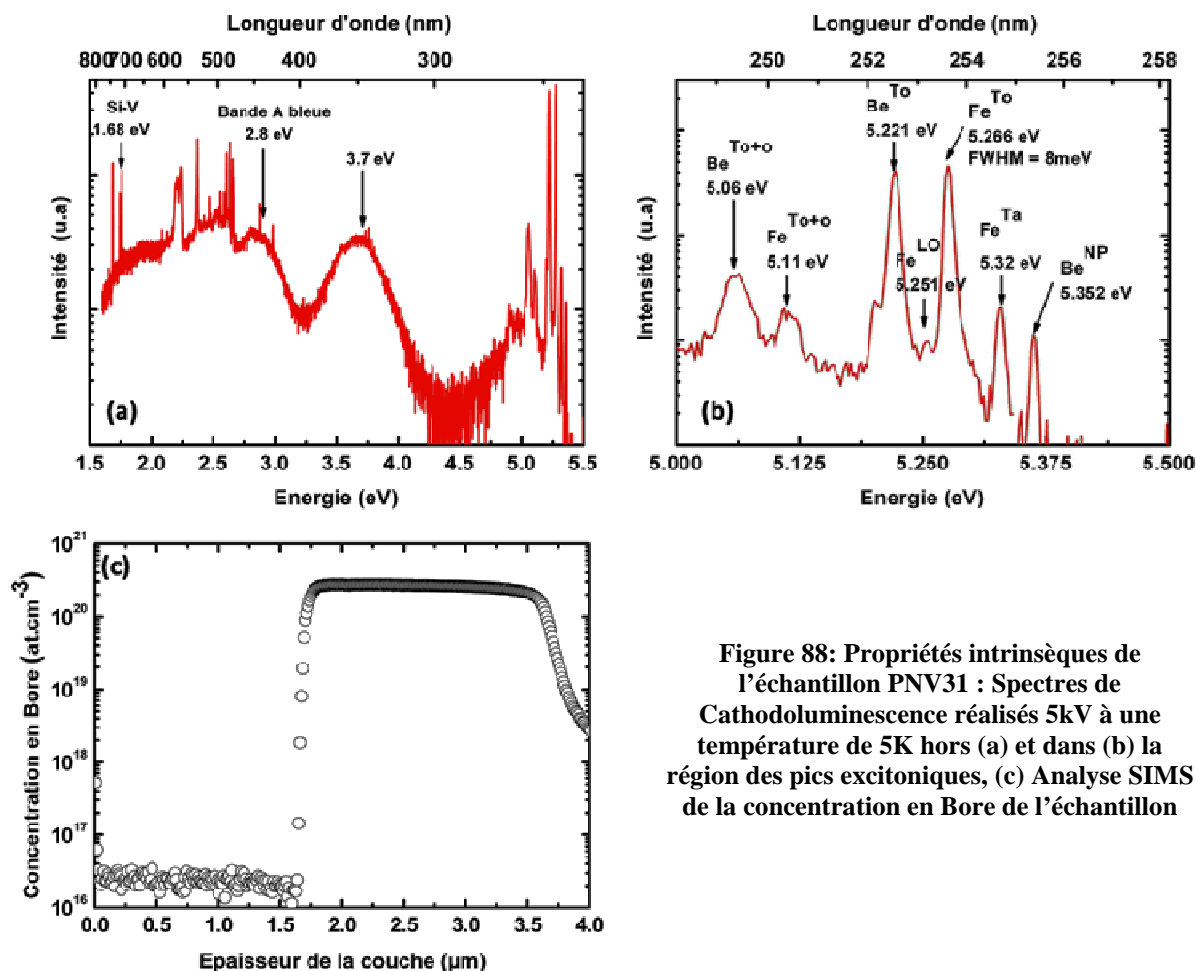 Longueur d'onde (nm)
800 700 600 500 400 300
Intensité (u.a)
Si-V
1.68 eV
Bande A bleue
2.8 eV
3.7 eV
(a)
1.5 2.0 2.5 3.0 3.5 4.0 4.5 5.0 5.5
Energie (eV)
Longueur d'onde (nm)
250 252 254 256 258
Intensité (u.a)
Be To+o
5.06 eV
Fe To+o
5.11 eV
Be To
5.221 eV
Fe LO
5.251 eV
Fe To
5.266 eV
FWHM = 8meV
Fe Ta
5.32 eV
Be NP
5.352 eV
(b)
5.000 5.125 5.250 5.375 5.500
Energie (eV)
Concentration en Bore (at.cm-3)
10^21
10^20
10^19
10^18
10^17
10^16
(c)
0.0 0.5 1.0 1.5 2.0 2.5 3.0 3.5 4.0
Epaisseur de la couche (µm)
Figure 88: Propriétés intrinsèques de
l'échantillon PNV31 : Spectres de
Cathodoluminescence réalisés 5kV à une
température de 5K hors (a) et dans (b) la
région des pics excitoniques, (c) Analyse SIMS
de la concentration en Bore de l'échantillon